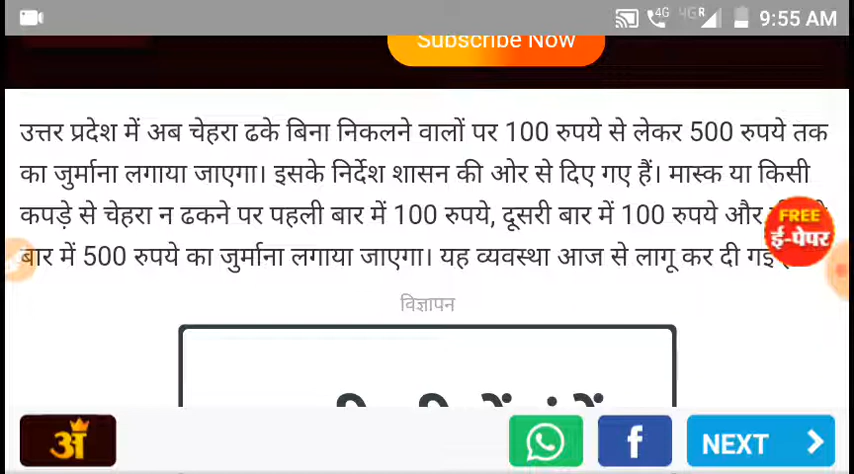 4G 4G R 9:55 AM
Subscribe Now
उत्तर प्रदेश में अब चेहरा ढके बिना निकलने वालों पर 100 रुपये से लेकर 500 रुपये तक
का जुर्माना लगाया जाएगा। इसके निर्देश शासन की ओर से दिए गए हैं। मास्क या किसी
कपड़े से चेहरा न ढकने पर पहली बार में 100 रुपये, दूसरी बार में 100 रुपये और
FREE
ई-पेपर
बार में 500 रुपये का जुर्माना लगाया जाएगा। यह व्यवस्था आज से लागू कर दी गई
विज्ञापन
अ
f
NEXT